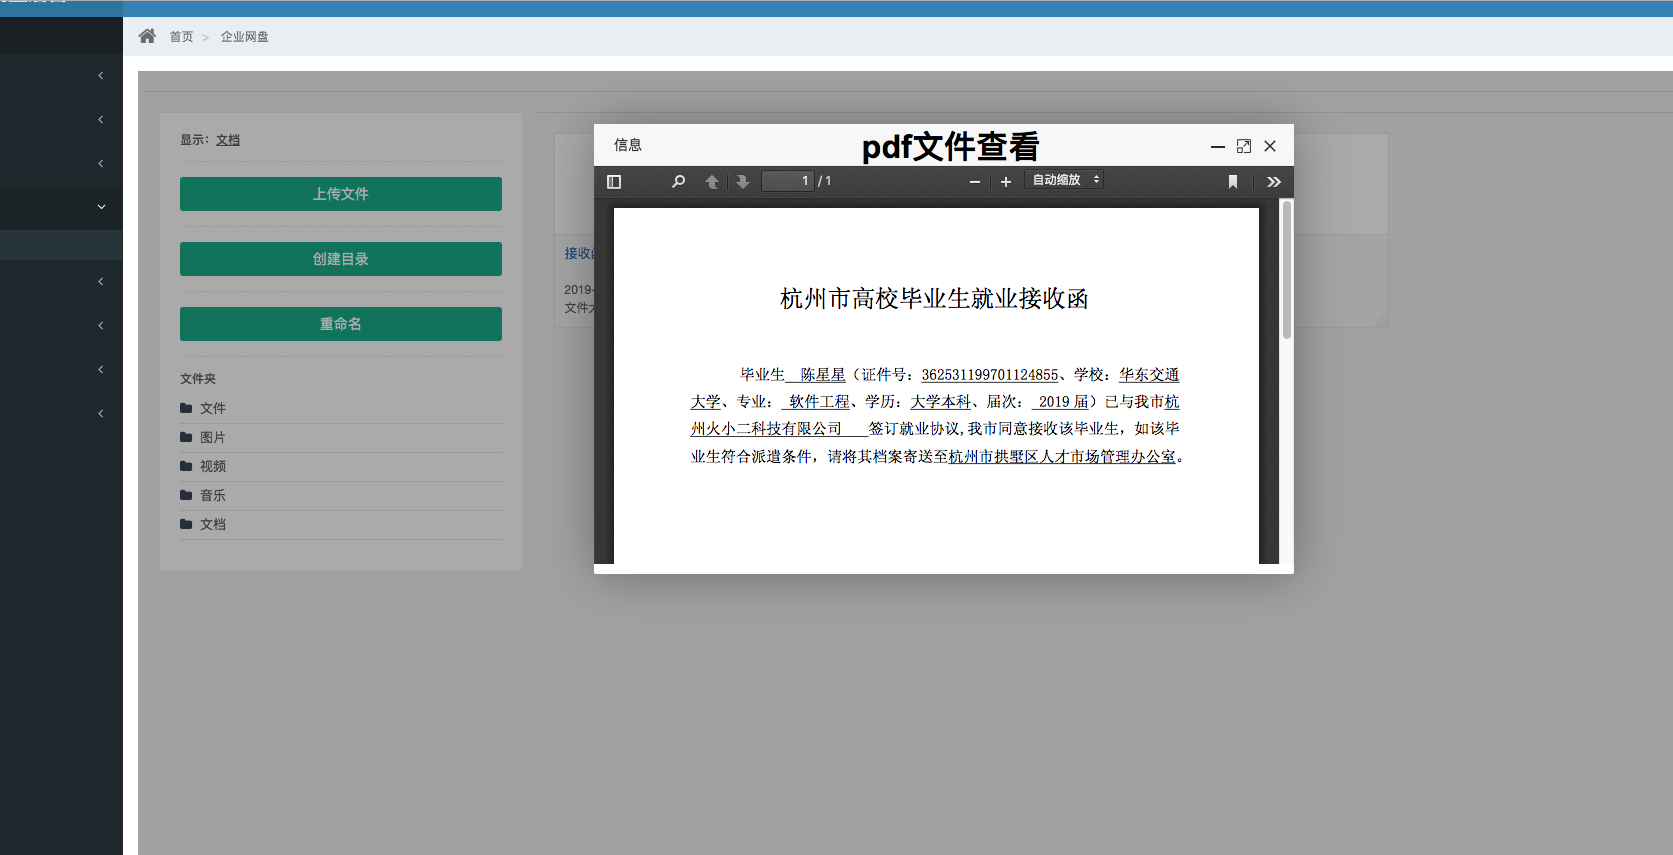 首页 > 企业网盘
显示：文档
上传文件
创建目录
重命名
文件夹
文件
图片
视频
音乐
文档
接收
2019-
文件
信息
pdf文件查看
1 / 1
自动缩放
杭州市高校毕业生就业接收函
毕业生 陈星星（证件号：362531199701124855、学校：华东交通
大学、专业： 软件工程、学历：大学本科、届次： 2019 届）已与我市杭
州火小二科技有限公司 签订就业协议,我市同意接收该毕业生，如该毕
业生符合派遣条件，请将其档案寄送至杭州市拱墅区人才市场管理办公室。